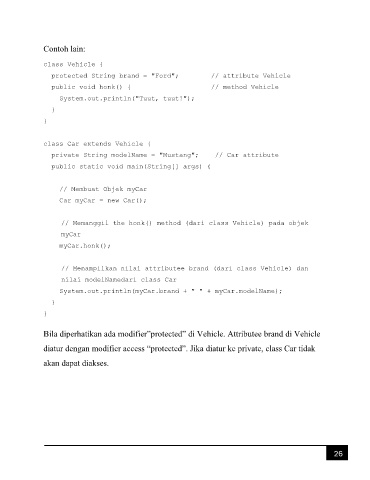 Contoh lain:
class Vehicle {
protected String brand = "Ford"; // attribute Vehicle
public void honk() { // method Vehicle
System.out.println("Tuut, tuut!");
}
}
class Car extends Vehicle {
private String modelName = "Mustang"; // Car attribute
public static void main(String[] args) {
// Membuat Objek myCar
Car myCar = new Car();
// Memanggil the honk() method (dari class Vehicle) pada objek
myCar
myCar.honk();
// Menampilkan nilai attributee brand (dari class Vehicle) dan
nilai modelNamedari class Car
System.out.println(myCar.brand + " " + myCar.modelName);
}
}
Bila diperhatikan ada modifier”protected” di Vehicle. Attributee brand di Vehicle
diatur dengan modifier access “protected”. Jika diatur ke private, class Car tidak
akan dapat diakses.
26